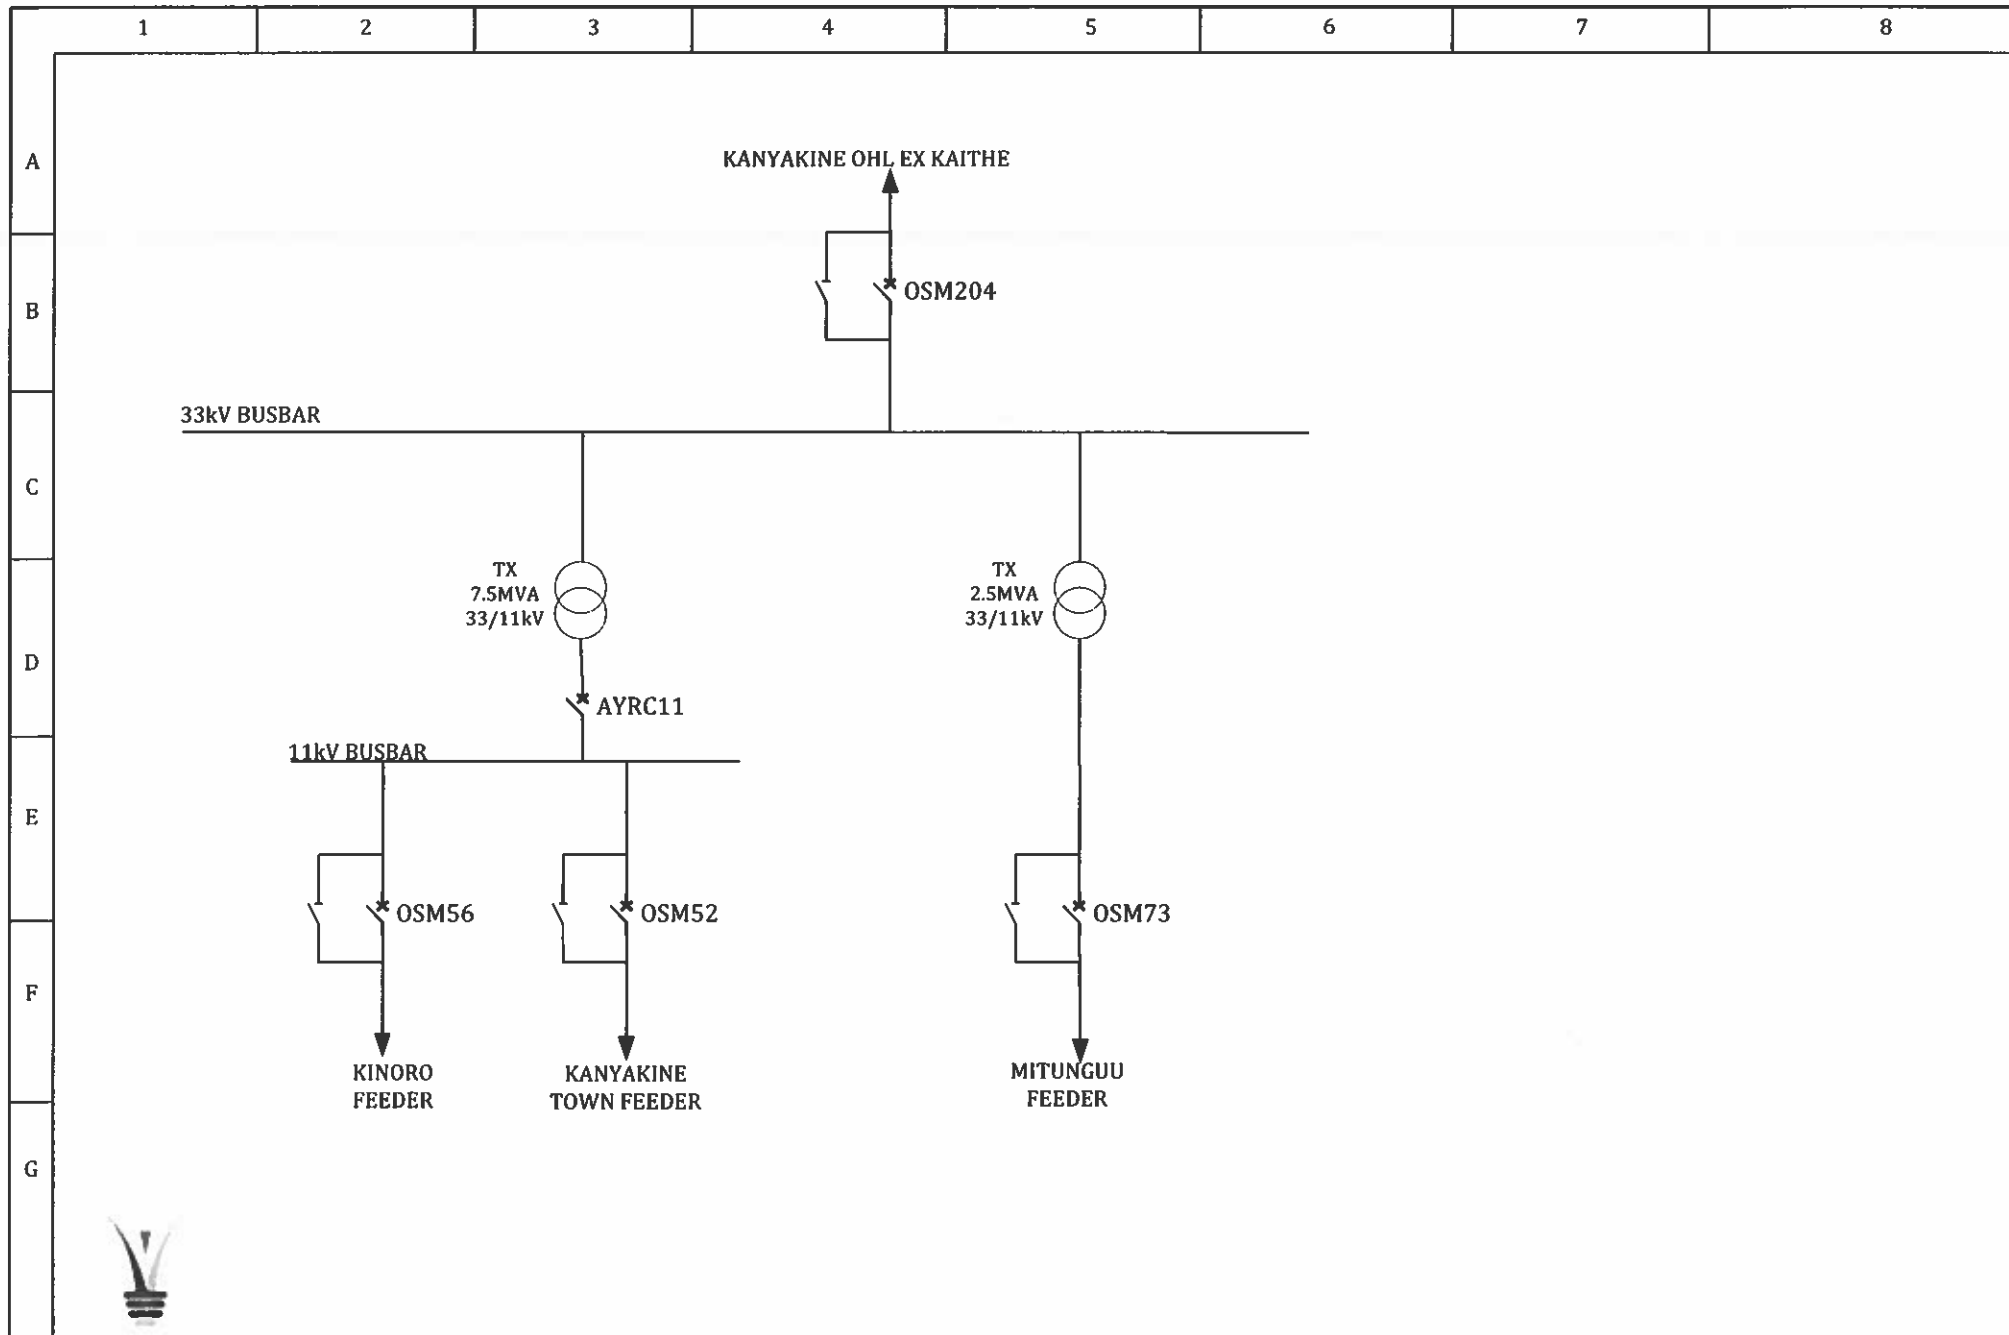 1 2 3 4 5 6 7 8
A
KANYAKINE OHL EX KAITHE
B
OSM204
33kV BUSBAR
C
TX
7.5MVA
33/11kV
TX
2.5MVA
33/11kV
D
AYRC11
11kV BUSBAR
E
OSM56
OSM52
OSM73
F
KINORO
FEEDER
KANYAKINE
TOWN FEEDER
MITUNGUU
FEEDER
G